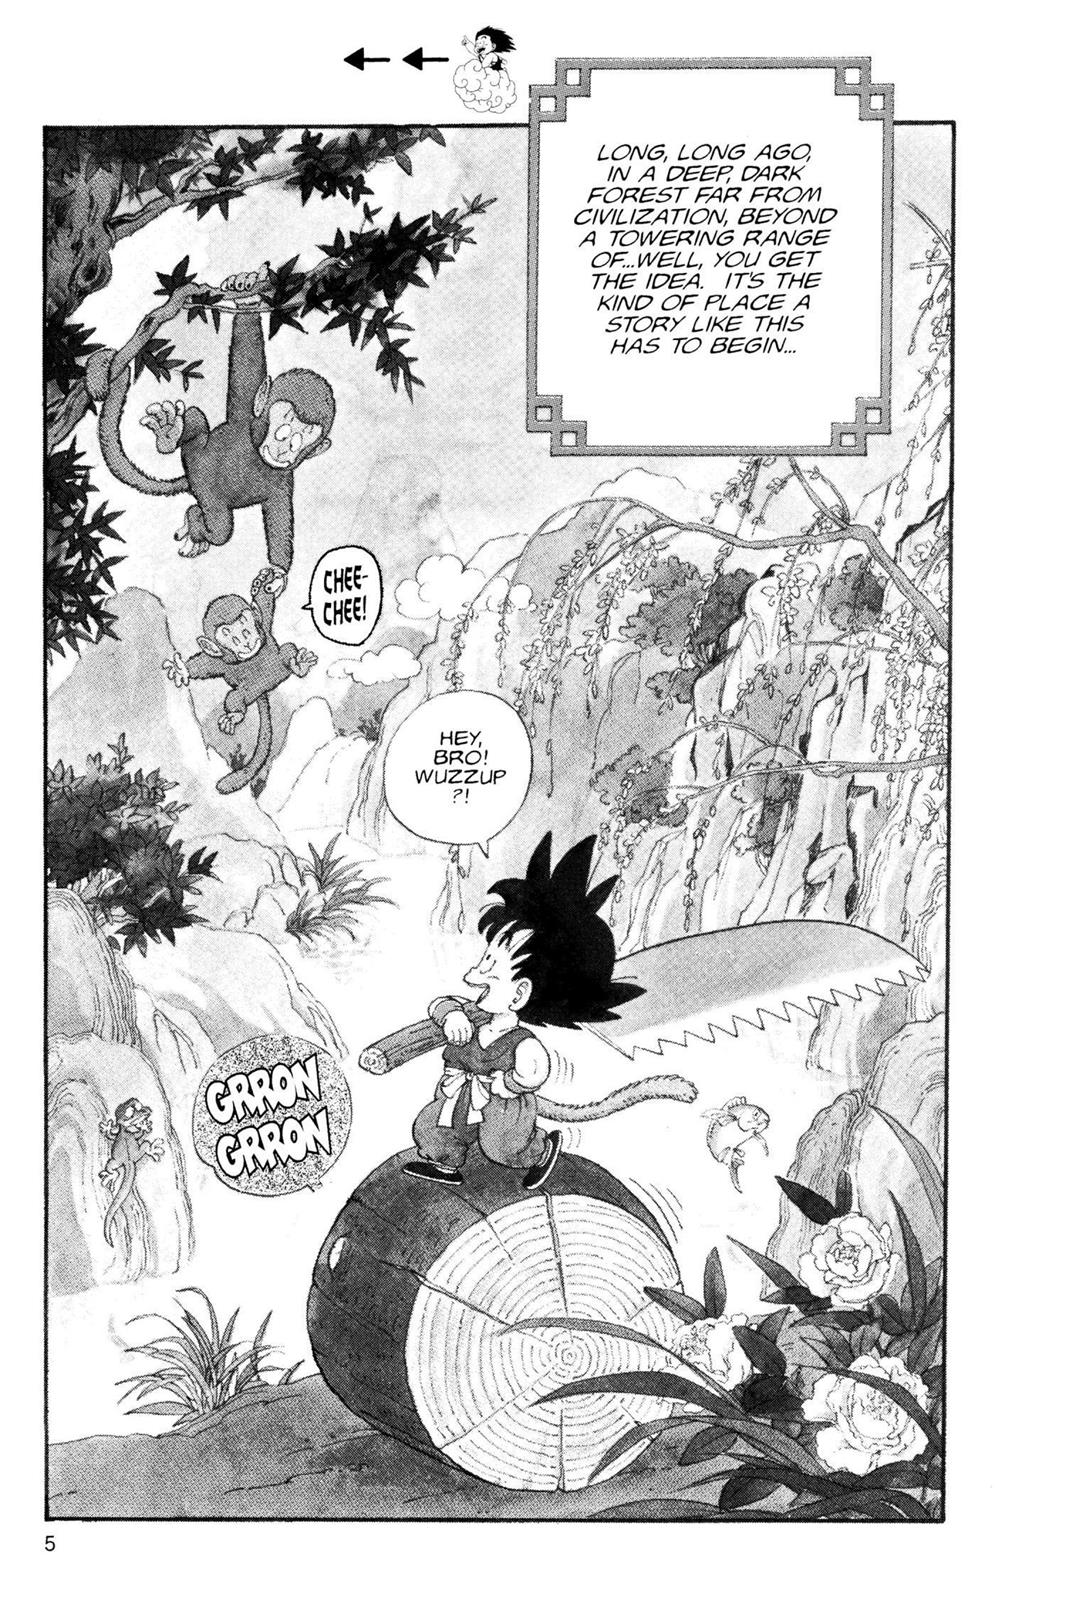 LONG, LONG AGO,
IN A DEEP, DARK
FOREST FAR FROM
CIVILIZATION, BEYOND
A TOWERING RANGE
OF...WELL, YOU GET
THE IDEA. IT'S THE
KIND OF PLACE A
STORY LIKE THIS
HAS TO BEGIN...
CHEE-
CHEE!
HEY,
BRO!
WUZZUP
?!
GRRON
GRRON
5